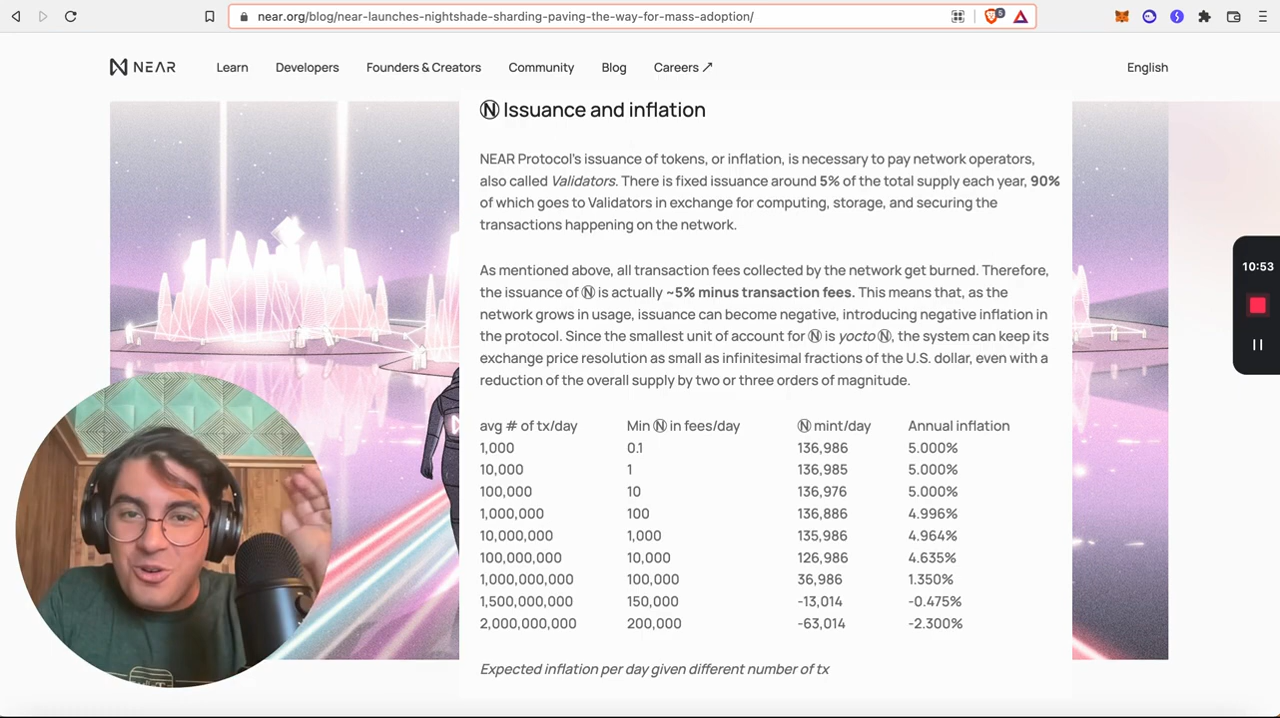 near.org/blog/near-launches-nightshade-sharding-paving-the-way-for-mass-adoption/
5
NEAR
Learn
Developers
Founders & Creators
Community
Blog
Careers ↗
English
Ⓝ Issuance and inflation
NEAR Protocol's issuance of tokens, or inflation, is necessary to pay network operators,
also called Validators. There is fixed issuance around 5% of the total supply each year, 90%
of which goes to Validators in exchange for computing, storage, and securing the
transactions happening on the network.
As mentioned above, all transaction fees collected by the network get burned. Therefore,
the issuance of Ⓝ is actually ~5% minus transaction fees. This means that, as the
network grows in usage, issuance can become negative, introducing negative inflation in
the protocol. Since the smallest unit of account for Ⓝ is yocto Ⓝ, the system can keep its
exchange price resolution as small as infinitesimal fractions of the U.S. dollar, even with a
reduction of the overall supply by two or three orders of magnitude.
avg # of tx/day Min Ⓝ in fees/day Ⓝ mint/day Annual inflation
1,000 0.1 136,986 5.000%
10,000 1 136,985 5.000%
100,000 10 136,976 5.000%
1,000,000 100 136,886 4.996%
10,000,000 1,000 135,986 4.964%
100,000,000 10,000 126,986 4.635%
1,000,000,000 100,000 36,986 1.350%
1,500,000,000 150,000 -13,014 -0.475%
2,000,000,000 200,000 -63,014 -2.300%
Expected inflation per day given different number of tx
10:53